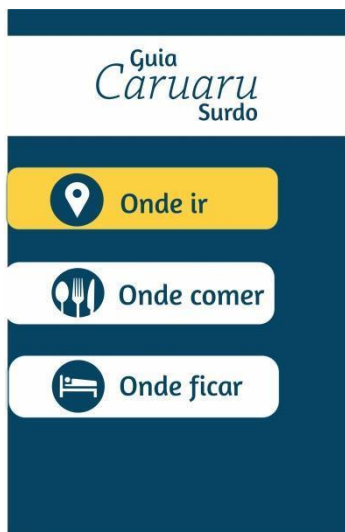 Guia
Caruaru
Surdo
Onde ir
Onde comer
Onde ficar